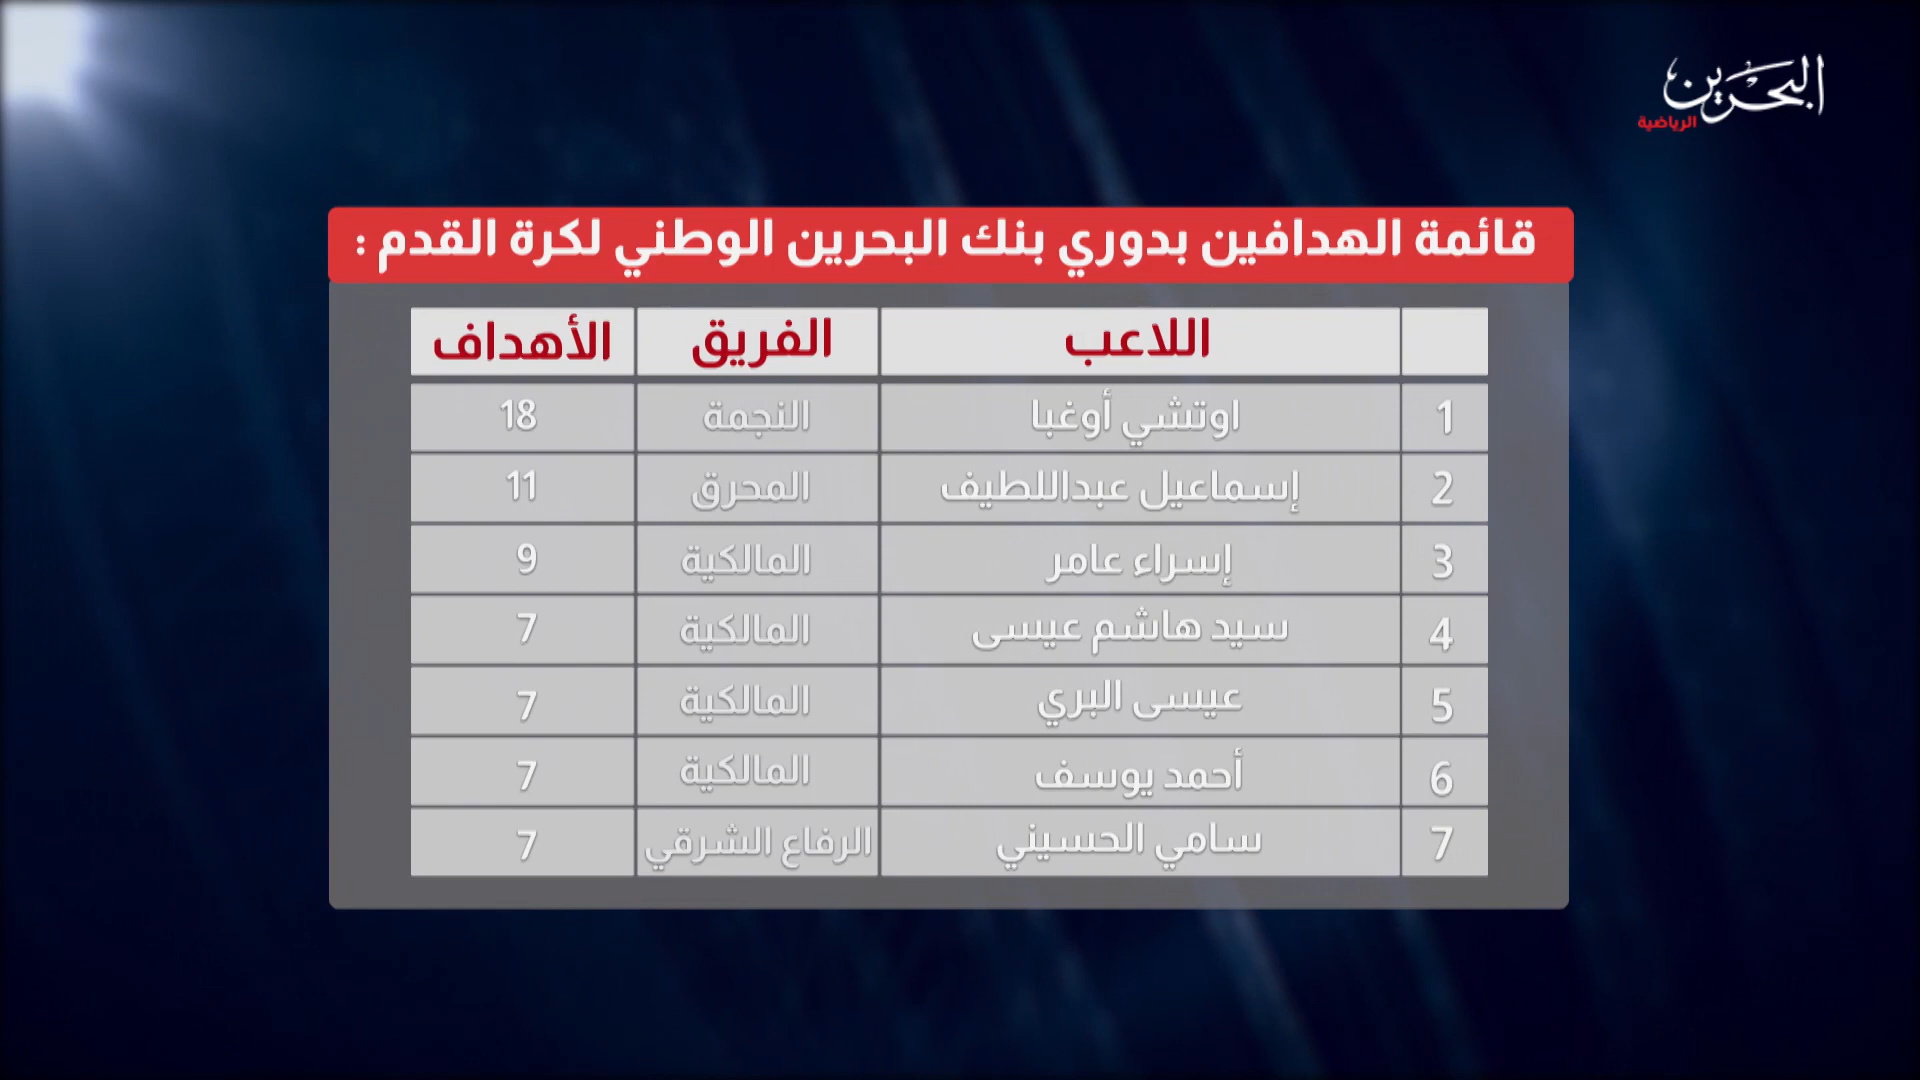 البحرين
الرياضية
قائمة الهدافين بدوري بنك البحرين الوطني لكرة القدم :
اللاعب الفريق الأهداف
1 اوتشي أوغبا النجمة 18
2 إسماعيل عبداللطيف المحرق 11
3 إسراء عامر المالكية 9
4 سيد هاشم عيسى المالكية 7
5 عيسى البري المالكية 7
6 أحمد يوسف المالكية 7
7 سامي الحسيني الرفاع الشرقي 7